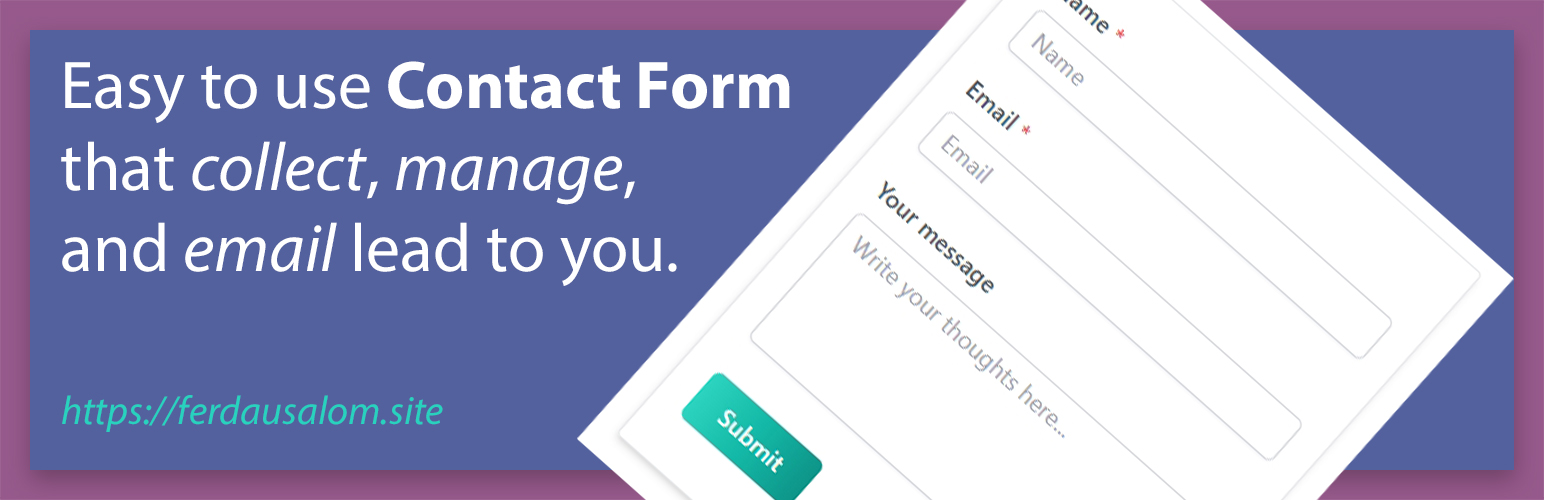 Easy to use Contact Form
that collect, manage,
and email lead to you.
https://ferdausalom.site
Name *
Name
Email *
Email
Your message
Write your thoughts here...
Submit